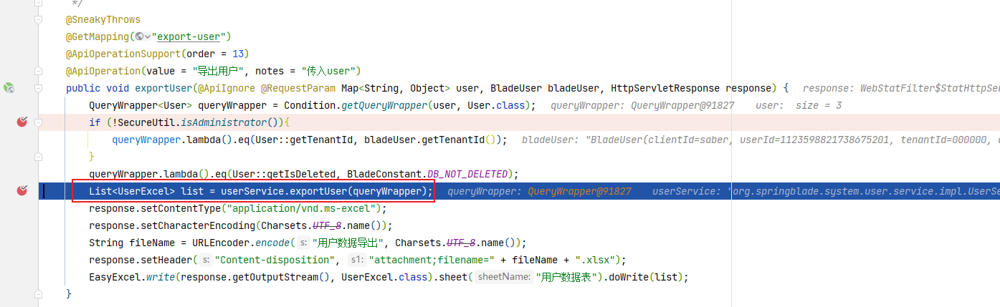 */
@SneakyThrows
@GetMapping("export-user")
@ApiOperationSupport(order = 13)
@ApiOperation(value = "导出用户", notes = "传入user")
public void exportUser(@ApiIgnore @RequestParam Map<String, Object> user, BladeUser bladeUser, HttpServletResponse response) { response: WebStatFilter$StatHttpSer
QueryWrapper<User> queryWrapper = Condition.getQueryWrapper(user, User.class); queryWrapper: QueryWrapper@91827 user: size = 3
if (!SecureUtil.isAdministrator()){
queryWrapper.lambda().eq(User::getTenantId, bladeUser.getTenantId()); bladeUser: "BladeUser(clientId=saber, userId=1123598821738675201, tenantId=000000,
}
queryWrapper.lambda().eq(User::getIsDeleted, BladeConstant.DB_NOT_DELETED);
List<UserExcel> list = userService.exportUser(queryWrapper); queryWrapper: QueryWrapper@91827 userService: "org.springblade.system.user.service.impl.UserSe
response.setContentType("application/vnd.ms-excel");
response.setCharacterEncoding(Charsets.UTF_8.name());
String fileName = URLEncoder.encode( s: "用户数据导出", Charsets.UTF_8.name());
response.setHeader( s: "Content-disposition", s1: "attachment;filename=" + fileName + ".xlsx");
EasyExcel.write(response.getOutputStream(), UserExcel.class).sheet( sheetName: "用户数据表").doWrite(list);
}